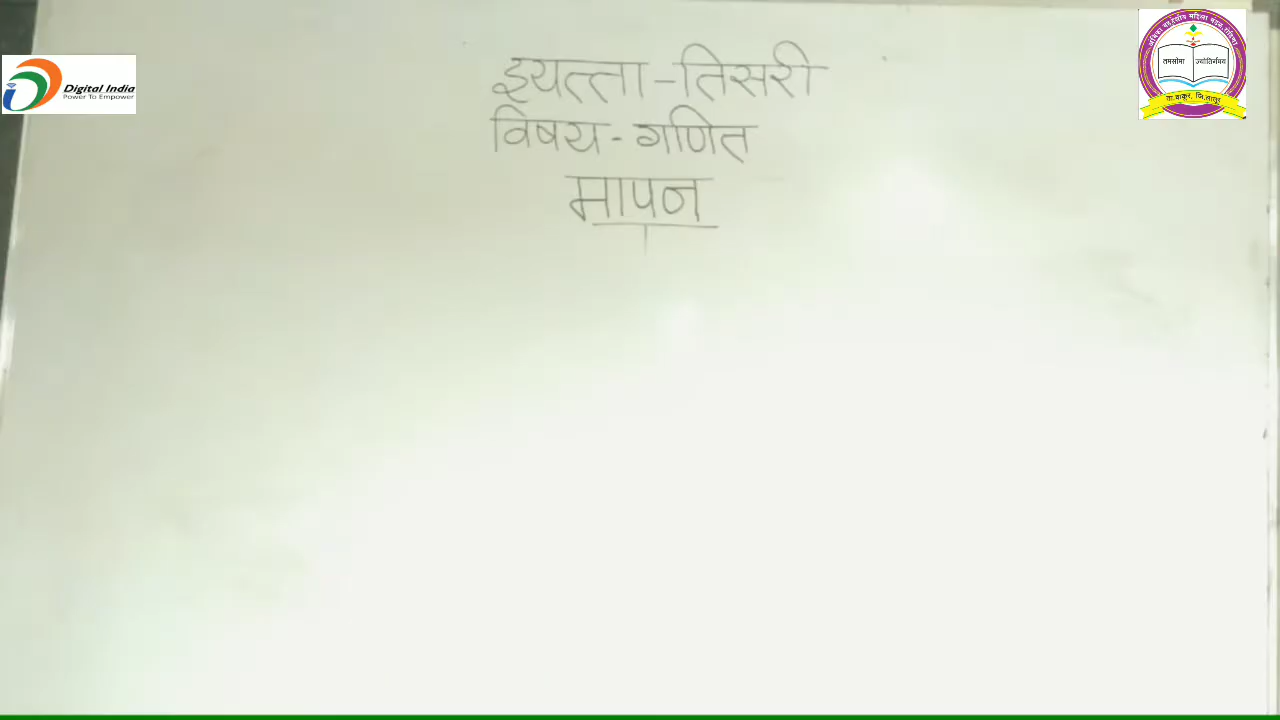 इयत्ता-तिसरी
विषय-गणित
मापन
Digital India
Power To Empower
तमसोमा
ज्योतिर्गमय